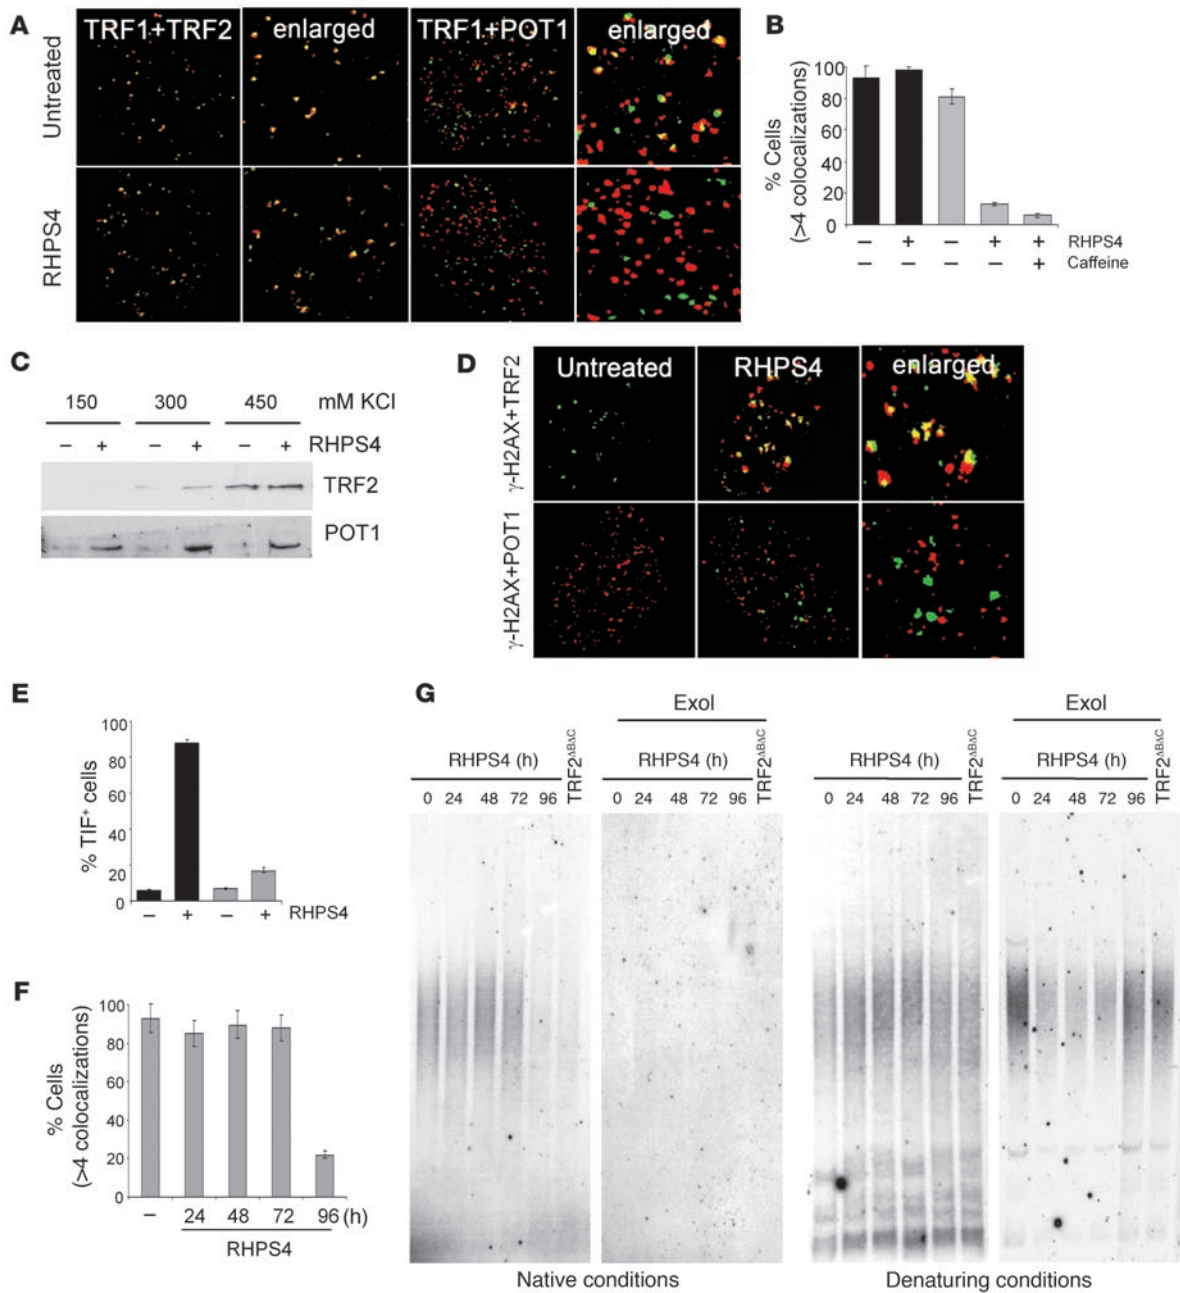 A
TRF1+TRF2 enlarged TRF1+POT1 enlarged
Untreated
RHPS4
B
% Cells
(>4 colocalizations)
100
80
60
40
20
0
– + – + + RHPS4
– – – – + Caffeine
C
150 300 450 mM KCl
– + – + – + RHPS4
TRF2
POT1
D
Untreated RHPS4 enlarged
γ-H2AX+TRF2
γ-H2AX+POT1
E
% TIF⁺ cells
100
80
60
40
20
0
– + – + RHPS4
F
% Cells
(>4 colocalizations)
100
80
60
40
20
0
– 24 48 72 96 (h)
RHPS4
G
ExoI ExoI
RHPS4 (h) TRF2ΔBΔC RHPS4 (h) TRF2ΔBΔC RHPS4 (h) TRF2ΔBΔC RHPS4 (h) TRF2ΔBΔC
0 24 48 72 96 0 24 48 72 96 0 24 48 72 96 0 24 48 72 96
Native conditions Denaturing conditions